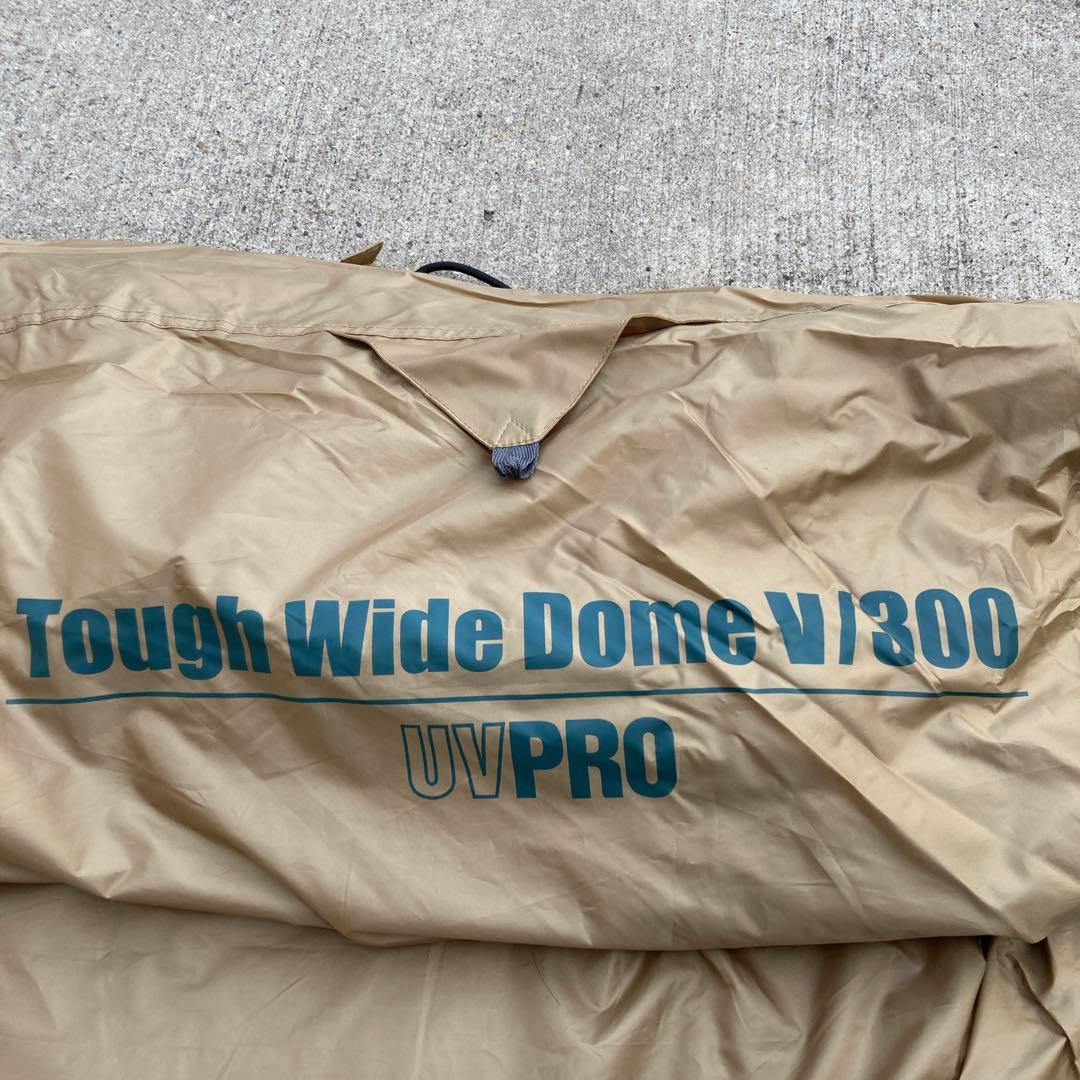 Tough Wide Dome V/300
UVPRO